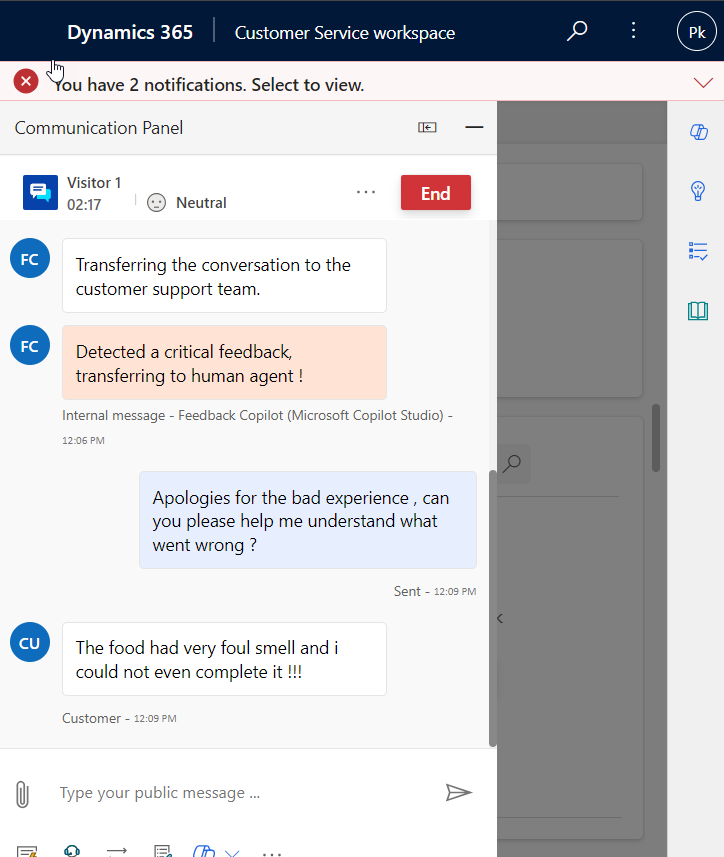 Dynamics 365 Customer Service workspace Pk
You have 2 notifications. Select to view.
Communication Panel
Visitor 1
02:17 Neutral End
FC
Transferring the conversation to the
customer support team.
FC
Detected a critical feedback,
transferring to human agent !
Internal message - Feedback Copilot (Microsoft Copilot Studio) -
12:06 PM
Apologies for the bad experience , can
you please help me understand what
went wrong ?
Sent - 12:09 PM
CU
The food had very foul smell and i
could not even complete it !!!
Customer - 12:09 PM
Type your public message ...